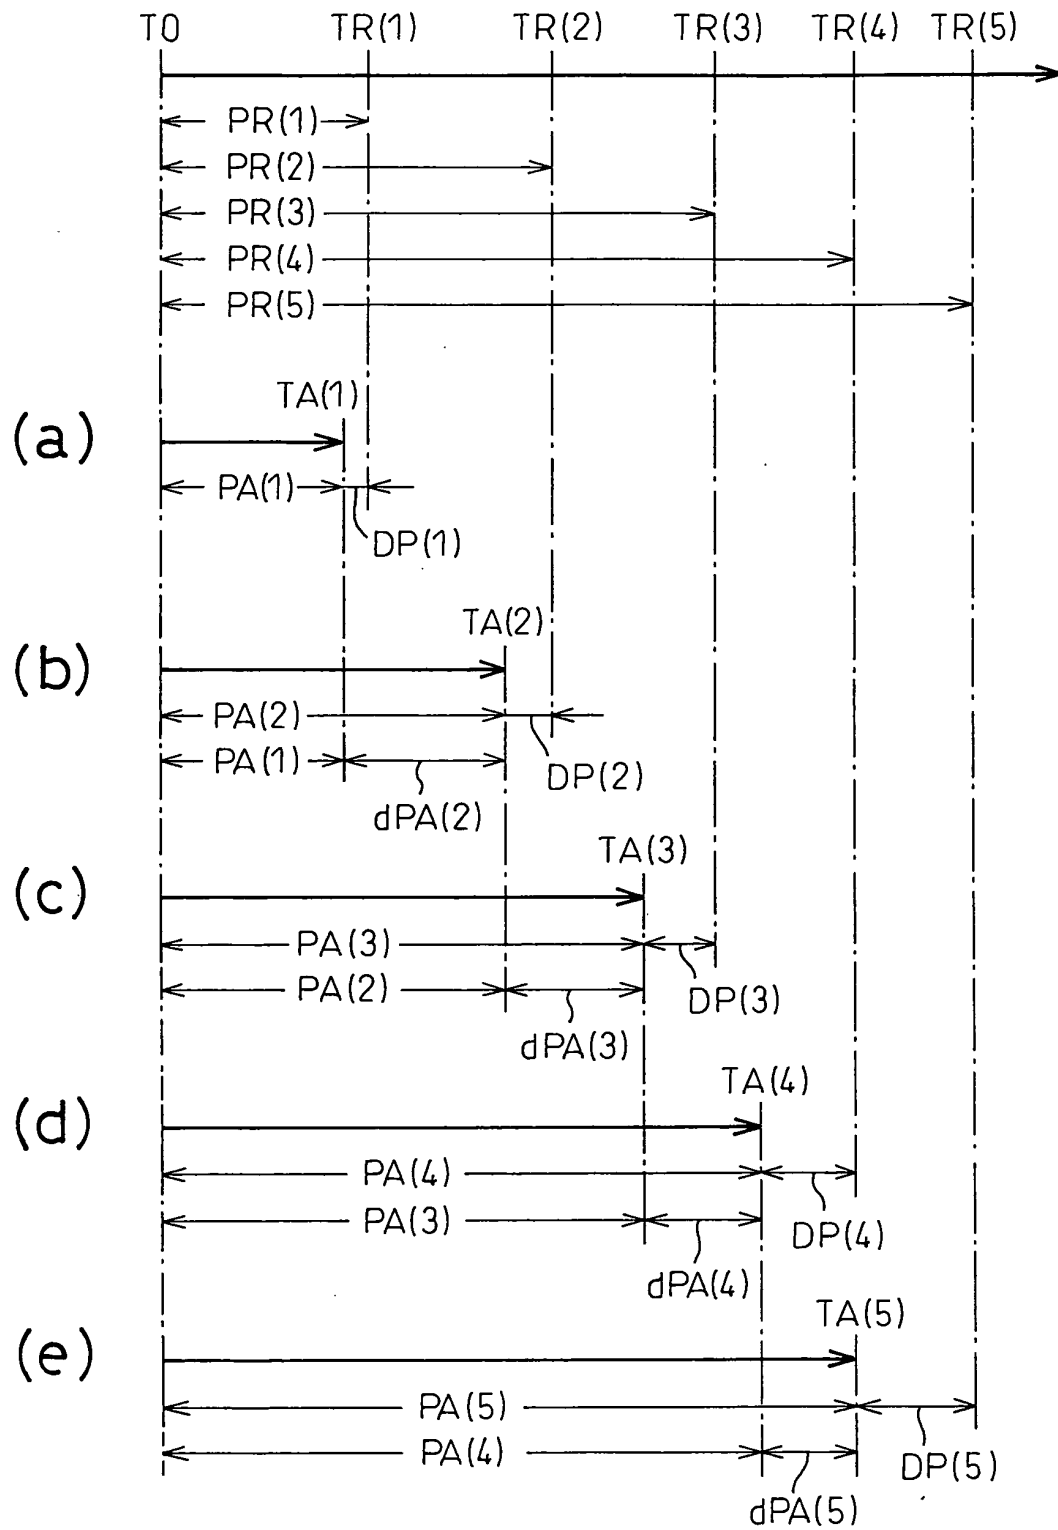 T0 TR(1) TR(2) TR(3) TR(4) TR(5)
PR(1)
PR(2)
PR(3)
PR(4)
PR(5)
TA(1)
(a)
PA(1)
DP(1)
TA(2)
(b)
PA(2)
PA(1)
DP(2)
dPA(2)
TA(3)
(c)
PA(3)
PA(2)
DP(3)
dPA(3)
TA(4)
(d)
PA(4)
PA(3)
DP(4)
dPA(4)
TA(5)
(e)
PA(5)
PA(4)
DP(5)
dPA(5)